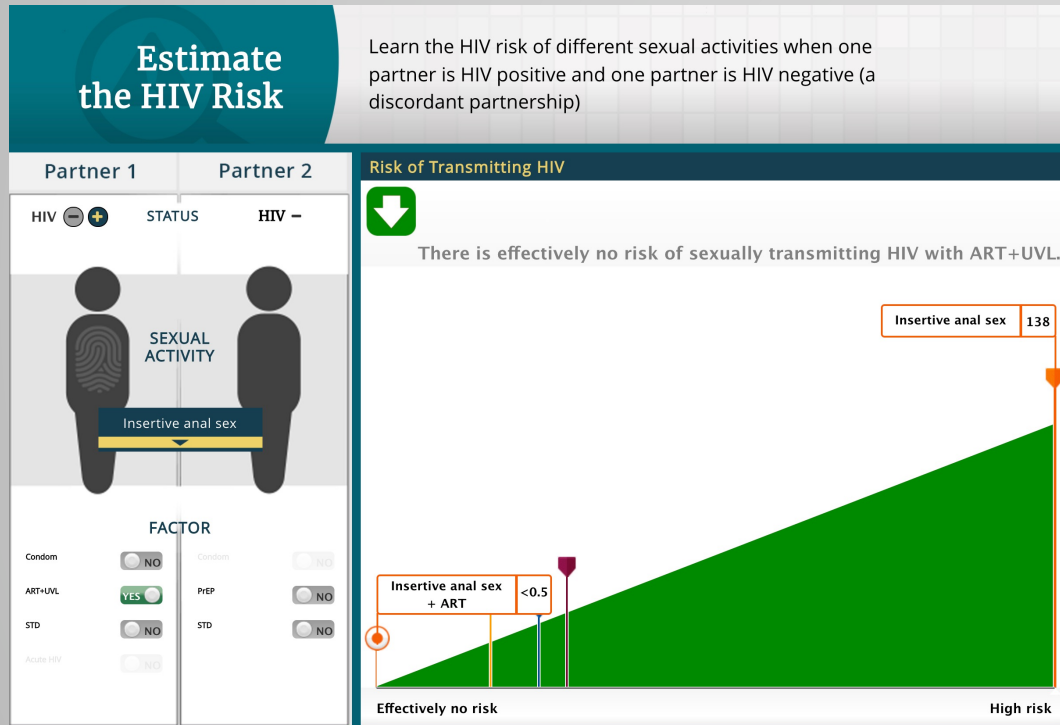 Estimate
the HIV Risk
Learn the HIV risk of different sexual activities when one
partner is HIV positive and one partner is HIV negative (a
discordant partnership)
Partner 1
Partner 2
HIV − +
STATUS
HIV −
SEXUAL
ACTIVITY
Insertive anal sex
FACTOR
Condom
NO
Condom
NO
ART+UVL
YES
PrEP
NO
STD
NO
STD
NO
Acute HIV
NO
Risk of Transmitting HIV
There is effectively no risk of sexually transmitting HIV with ART+UVL.
Insertive anal sex
138
Insertive anal sex
+ ART
<0.5
Effectively no risk
High risk